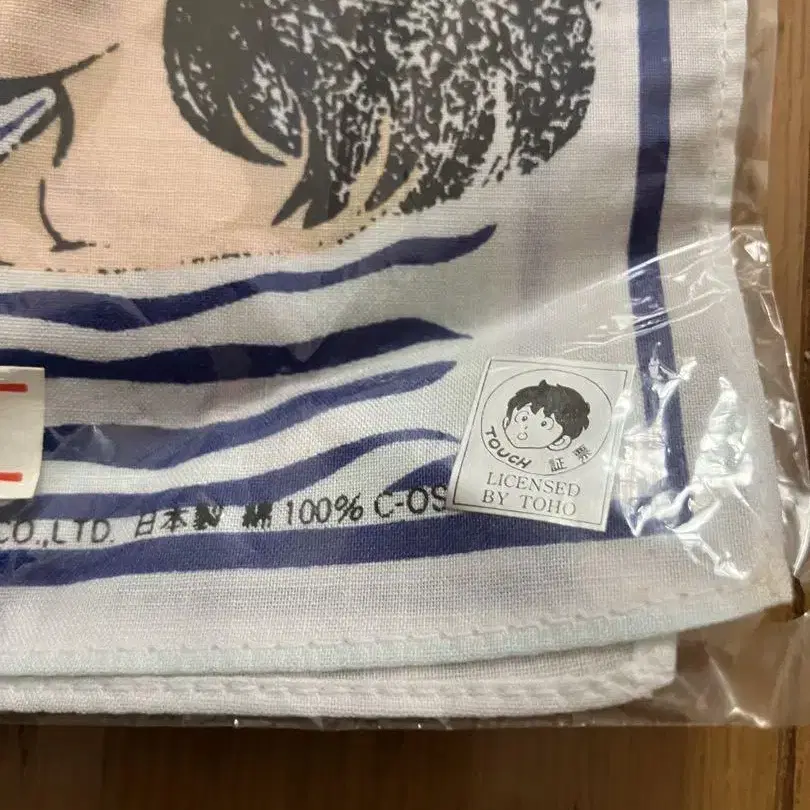 TOUCH 証票
LICENSED
BY TOHO
CO.,LTD. 日本製 綿 100% C-OS